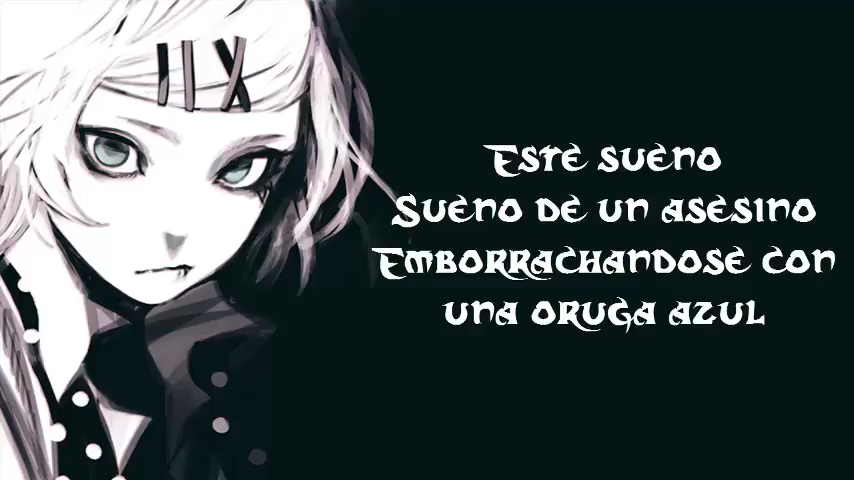 Este sueno
Sueno de un asesino
Emborrachandose con
una oruga azul